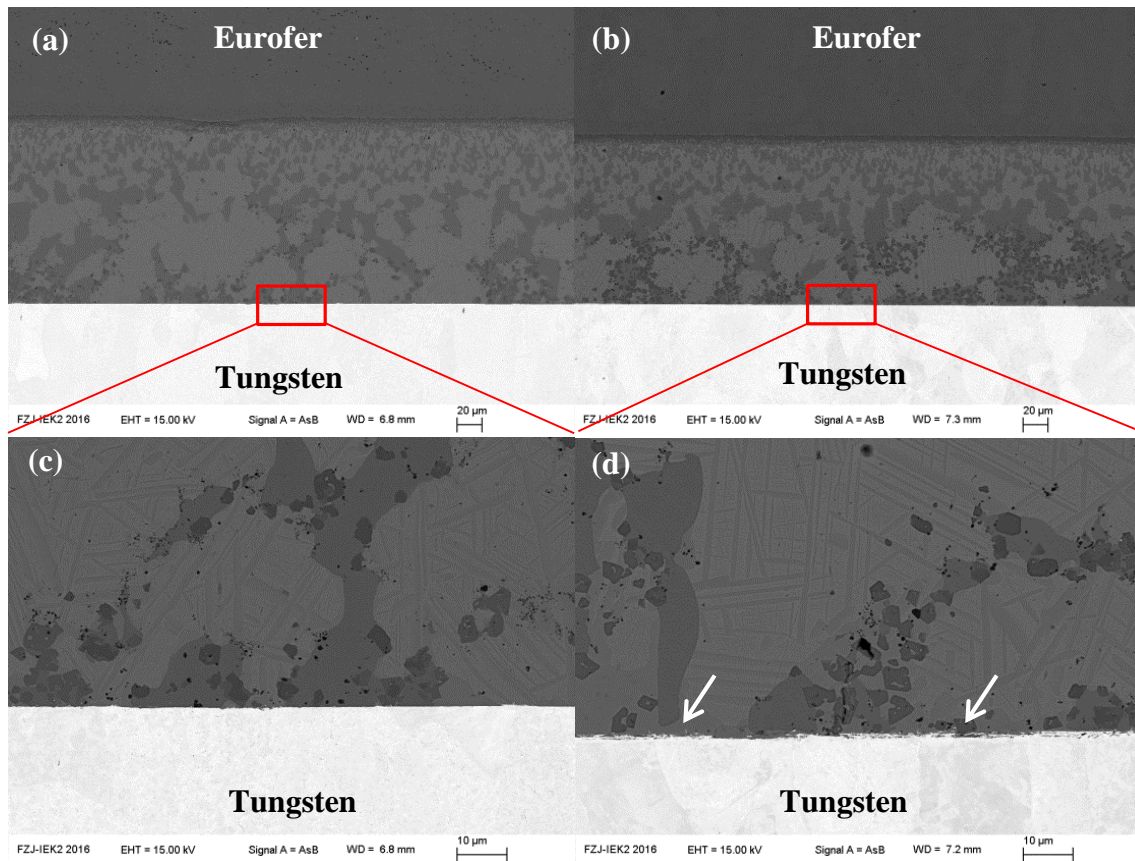 (a)
Eurofer
Tungsten
FZJ-IEK2 2016 EHT = 15.00 kV Signal A = AsB WD = 6.8 mm 20 µm
(b)
Eurofer
Tungsten
FZJ-IEK2 2016 EHT = 15.00 kV Signal A = AsB WD = 7.3 mm 20 µm
(c)
Tungsten
FZJ-IEK2 2016 EHT = 15.00 kV Signal A = AsB WD = 6.8 mm 10 µm
(d)
Tungsten
FZJ-IEK2 2016 EHT = 15.00 kV Signal A = AsB WD = 7.2 mm 10 µm